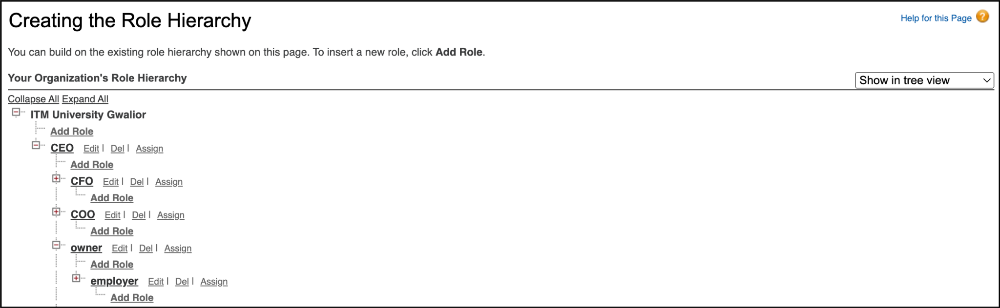 Creating the Role Hierarchy
Help for this Page ?
You can build on the existing role hierarchy shown on this page. To insert a new role, click Add Role.
Your Organization's Role Hierarchy
Show in tree view
Collapse All Expand All
ITM University Gwalior
Add Role
CEO Edit | Del | Assign
Add Role
CFO Edit | Del | Assign
Add Role
COO Edit | Del | Assign
Add Role
owner Edit | Del | Assign
Add Role
employer Edit | Del | Assign
Add Role